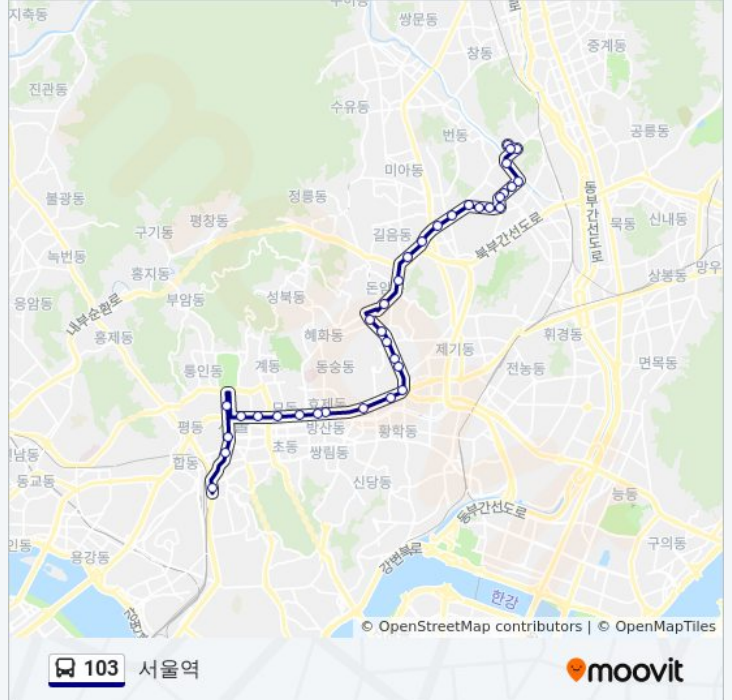 지축동
쌍문동
창동
중계동
진관동
수유동
번동
공릉동
미아동
불광동
정릉동
동부간선도로
평창동
구기동
길음동
북부간선도로
묵동
신내동
녹번동
홍지동
상봉동
망우
응암동
부암동
성북동
내부순환로
홍제동
혜화동
휘경동
제기동
통인동
계동
동숭동
전농동
면목동
평동
방산동
황학동
초동
쌍림동
합동
동교동
신당동
능동
동부간선도로
구의동
용강동
강변북로
한강
© OpenStreetMap contributors | © OpenMapTiles
103 서울역
moovit